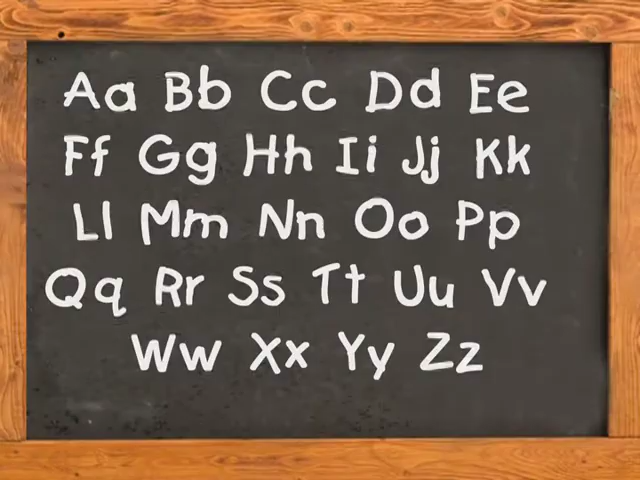 Aa Bb Cc Dd Ee
Ff Gg Hh Ii Jj Kk
Ll Mm Nn Oo Pp
Qq Rr Ss Tt Uu Vv
Ww Xx Yy Zz